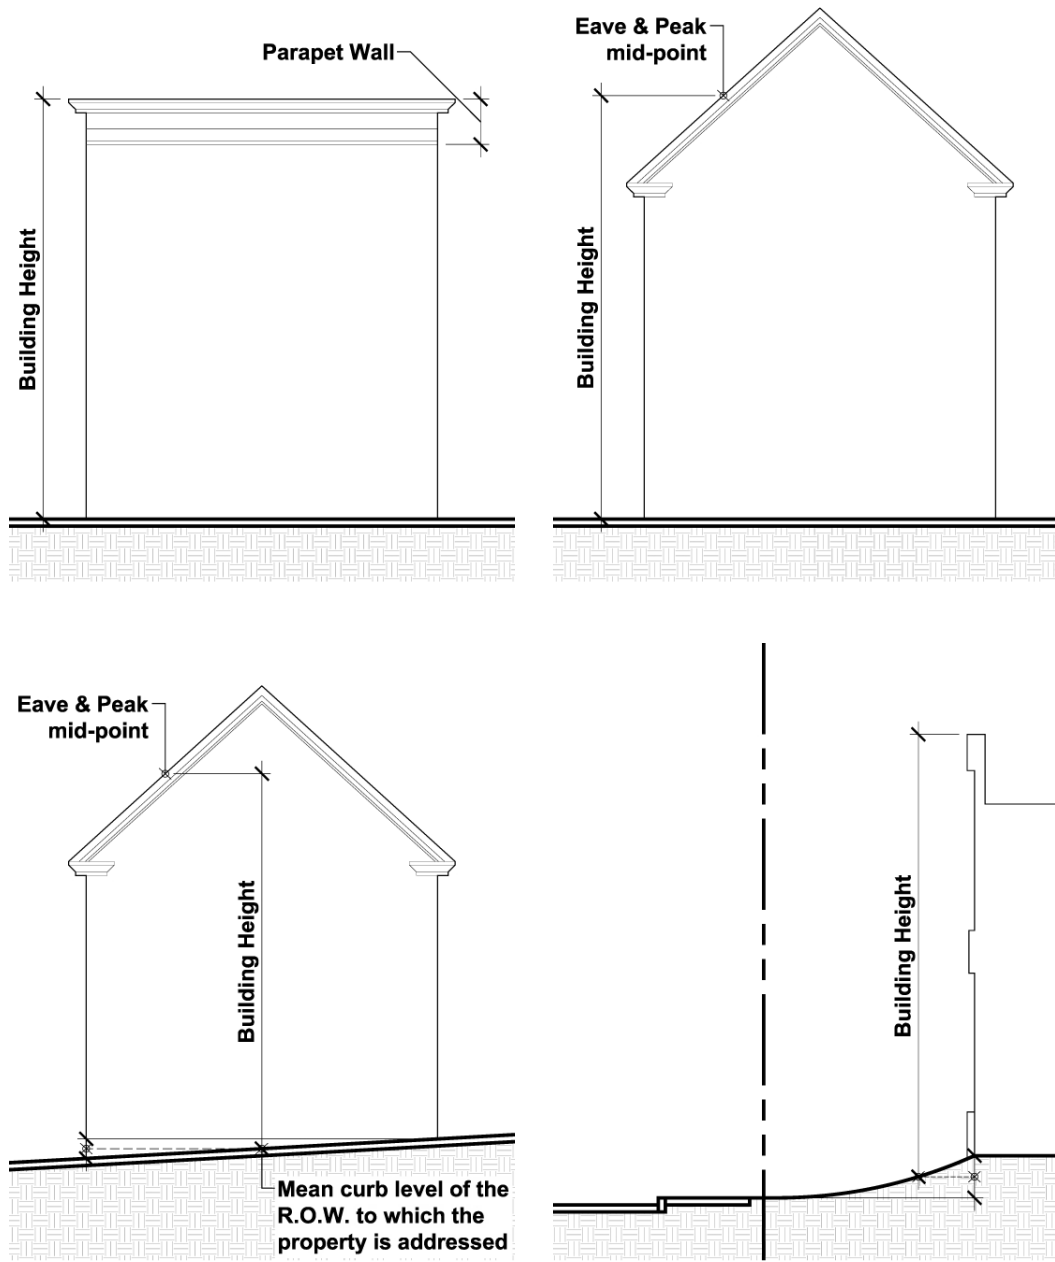 Parapet Wall
Building Height
Eave & Peak
mid-point
Building Height
Eave & Peak
mid-point
Building Height
Mean curb level of the
R.O.W. to which the
property is addressed
Building Height